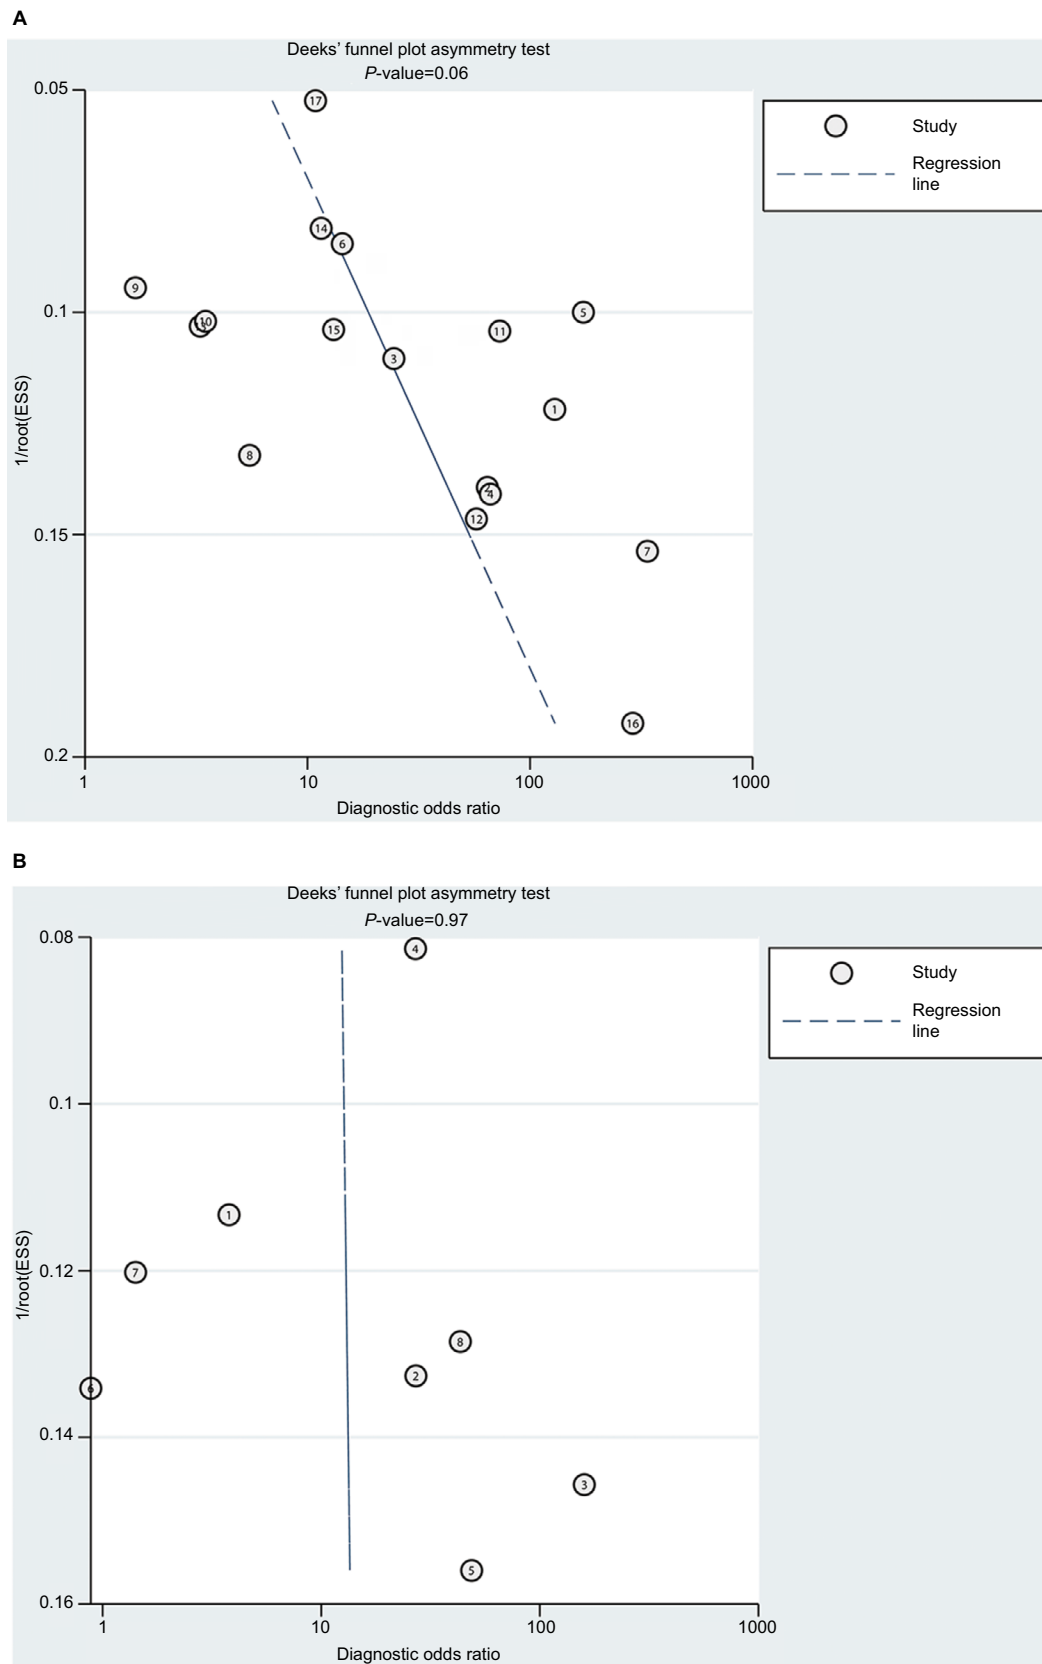 A
Deeks’ funnel plot asymmetry test
P-value=0.06
0.05
17
Study
Regression
line
14
6
9
0.1
5
10
15
11
3
1/root(ESS)
1
8
2
4
12
0.15
7
16
0.2
1
10
100
1000
Diagnostic odds ratio
B
Deeks’ funnel plot asymmetry test
P-value=0.97
0.08
4
Study
Regression
line
0.1
1
1/root(ESS)
0.12
7
8
2
6
0.14
3
5
0.16
1
10
100
1000
Diagnostic odds ratio